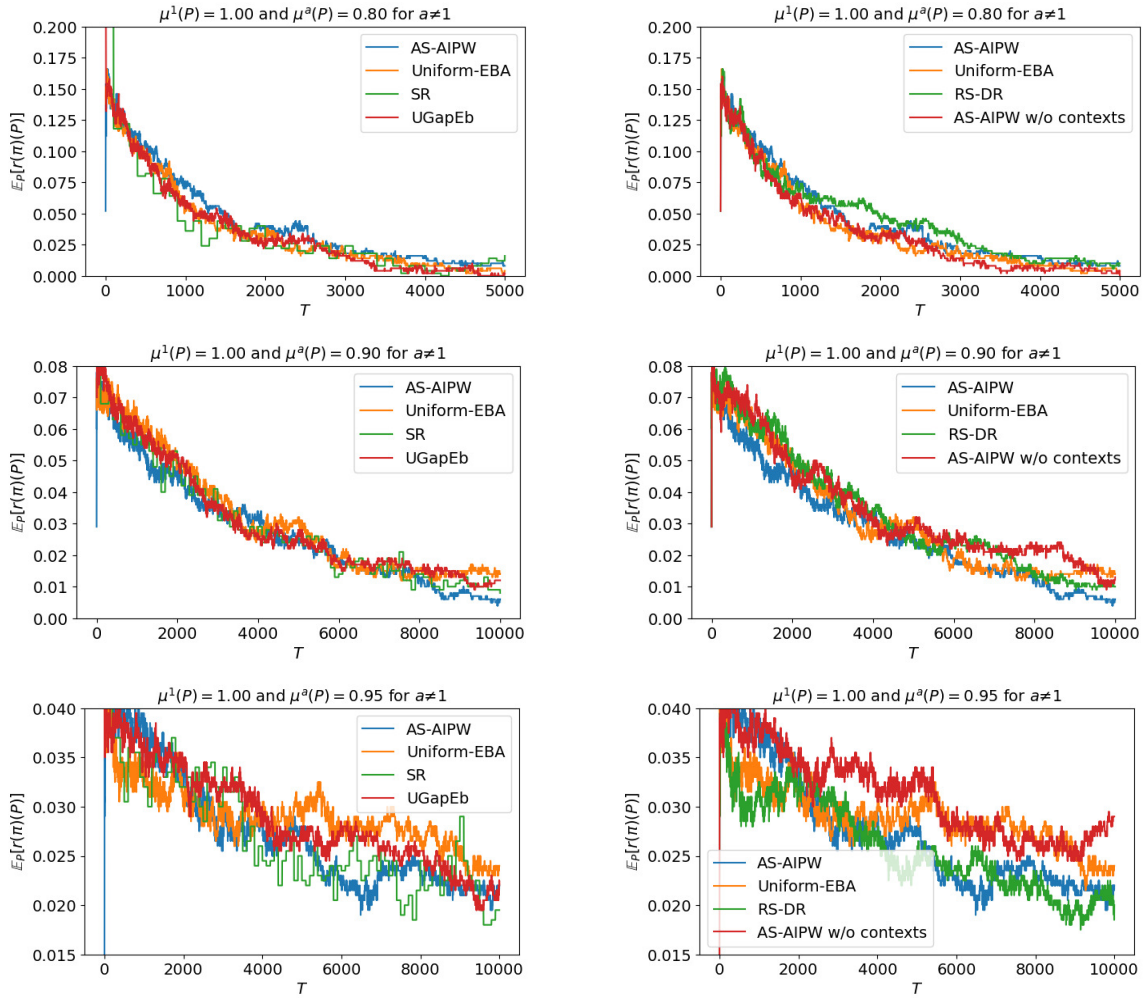 μ¹(P) = 1.00 and μᵃ(P) = 0.80 for a≠1
0.200
0.175
0.150
0.125
0.100
0.075
0.050
0.025
0.000
𝔼_P[r(π)(P)]
AS-AIPW
Uniform-EBA
SR
UGapEb
0 1000 2000 3000 4000 5000
T
μ¹(P) = 1.00 and μᵃ(P) = 0.80 for a≠1
0.200
0.175
0.150
0.125
0.100
0.075
0.050
0.025
0.000
𝔼_P[r(π)(P)]
AS-AIPW
Uniform-EBA
RS-DR
AS-AIPW w/o contexts
0 1000 2000 3000 4000 5000
T
μ¹(P) = 1.00 and μᵃ(P) = 0.90 for a≠1
0.08
0.07
0.06
0.05
0.04
0.03
0.02
0.01
0.00
𝔼_P[r(π)(P)]
AS-AIPW
Uniform-EBA
SR
UGapEb
0 2000 4000 6000 8000 10000
T
μ¹(P) = 1.00 and μᵃ(P) = 0.90 for a≠1
0.08
0.07
0.06
0.05
0.04
0.03
0.02
0.01
0.00
𝔼_P[r(π)(P)]
AS-AIPW
Uniform-EBA
RS-DR
AS-AIPW w/o contexts
0 2000 4000 6000 8000 10000
T
μ¹(P) = 1.00 and μᵃ(P) = 0.95 for a≠1
0.040
0.035
0.030
0.025
0.020
0.015
𝔼_P[r(π)(P)]
AS-AIPW
Uniform-EBA
SR
UGapEb
0 2000 4000 6000 8000 10000
T
μ¹(P) = 1.00 and μᵃ(P) = 0.95 for a≠1
0.040
0.035
0.030
0.025
0.020
0.015
𝔼_P[r(π)(P)]
AS-AIPW
Uniform-EBA
RS-DR
AS-AIPW w/o contexts
0 2000 4000 6000 8000 10000
T